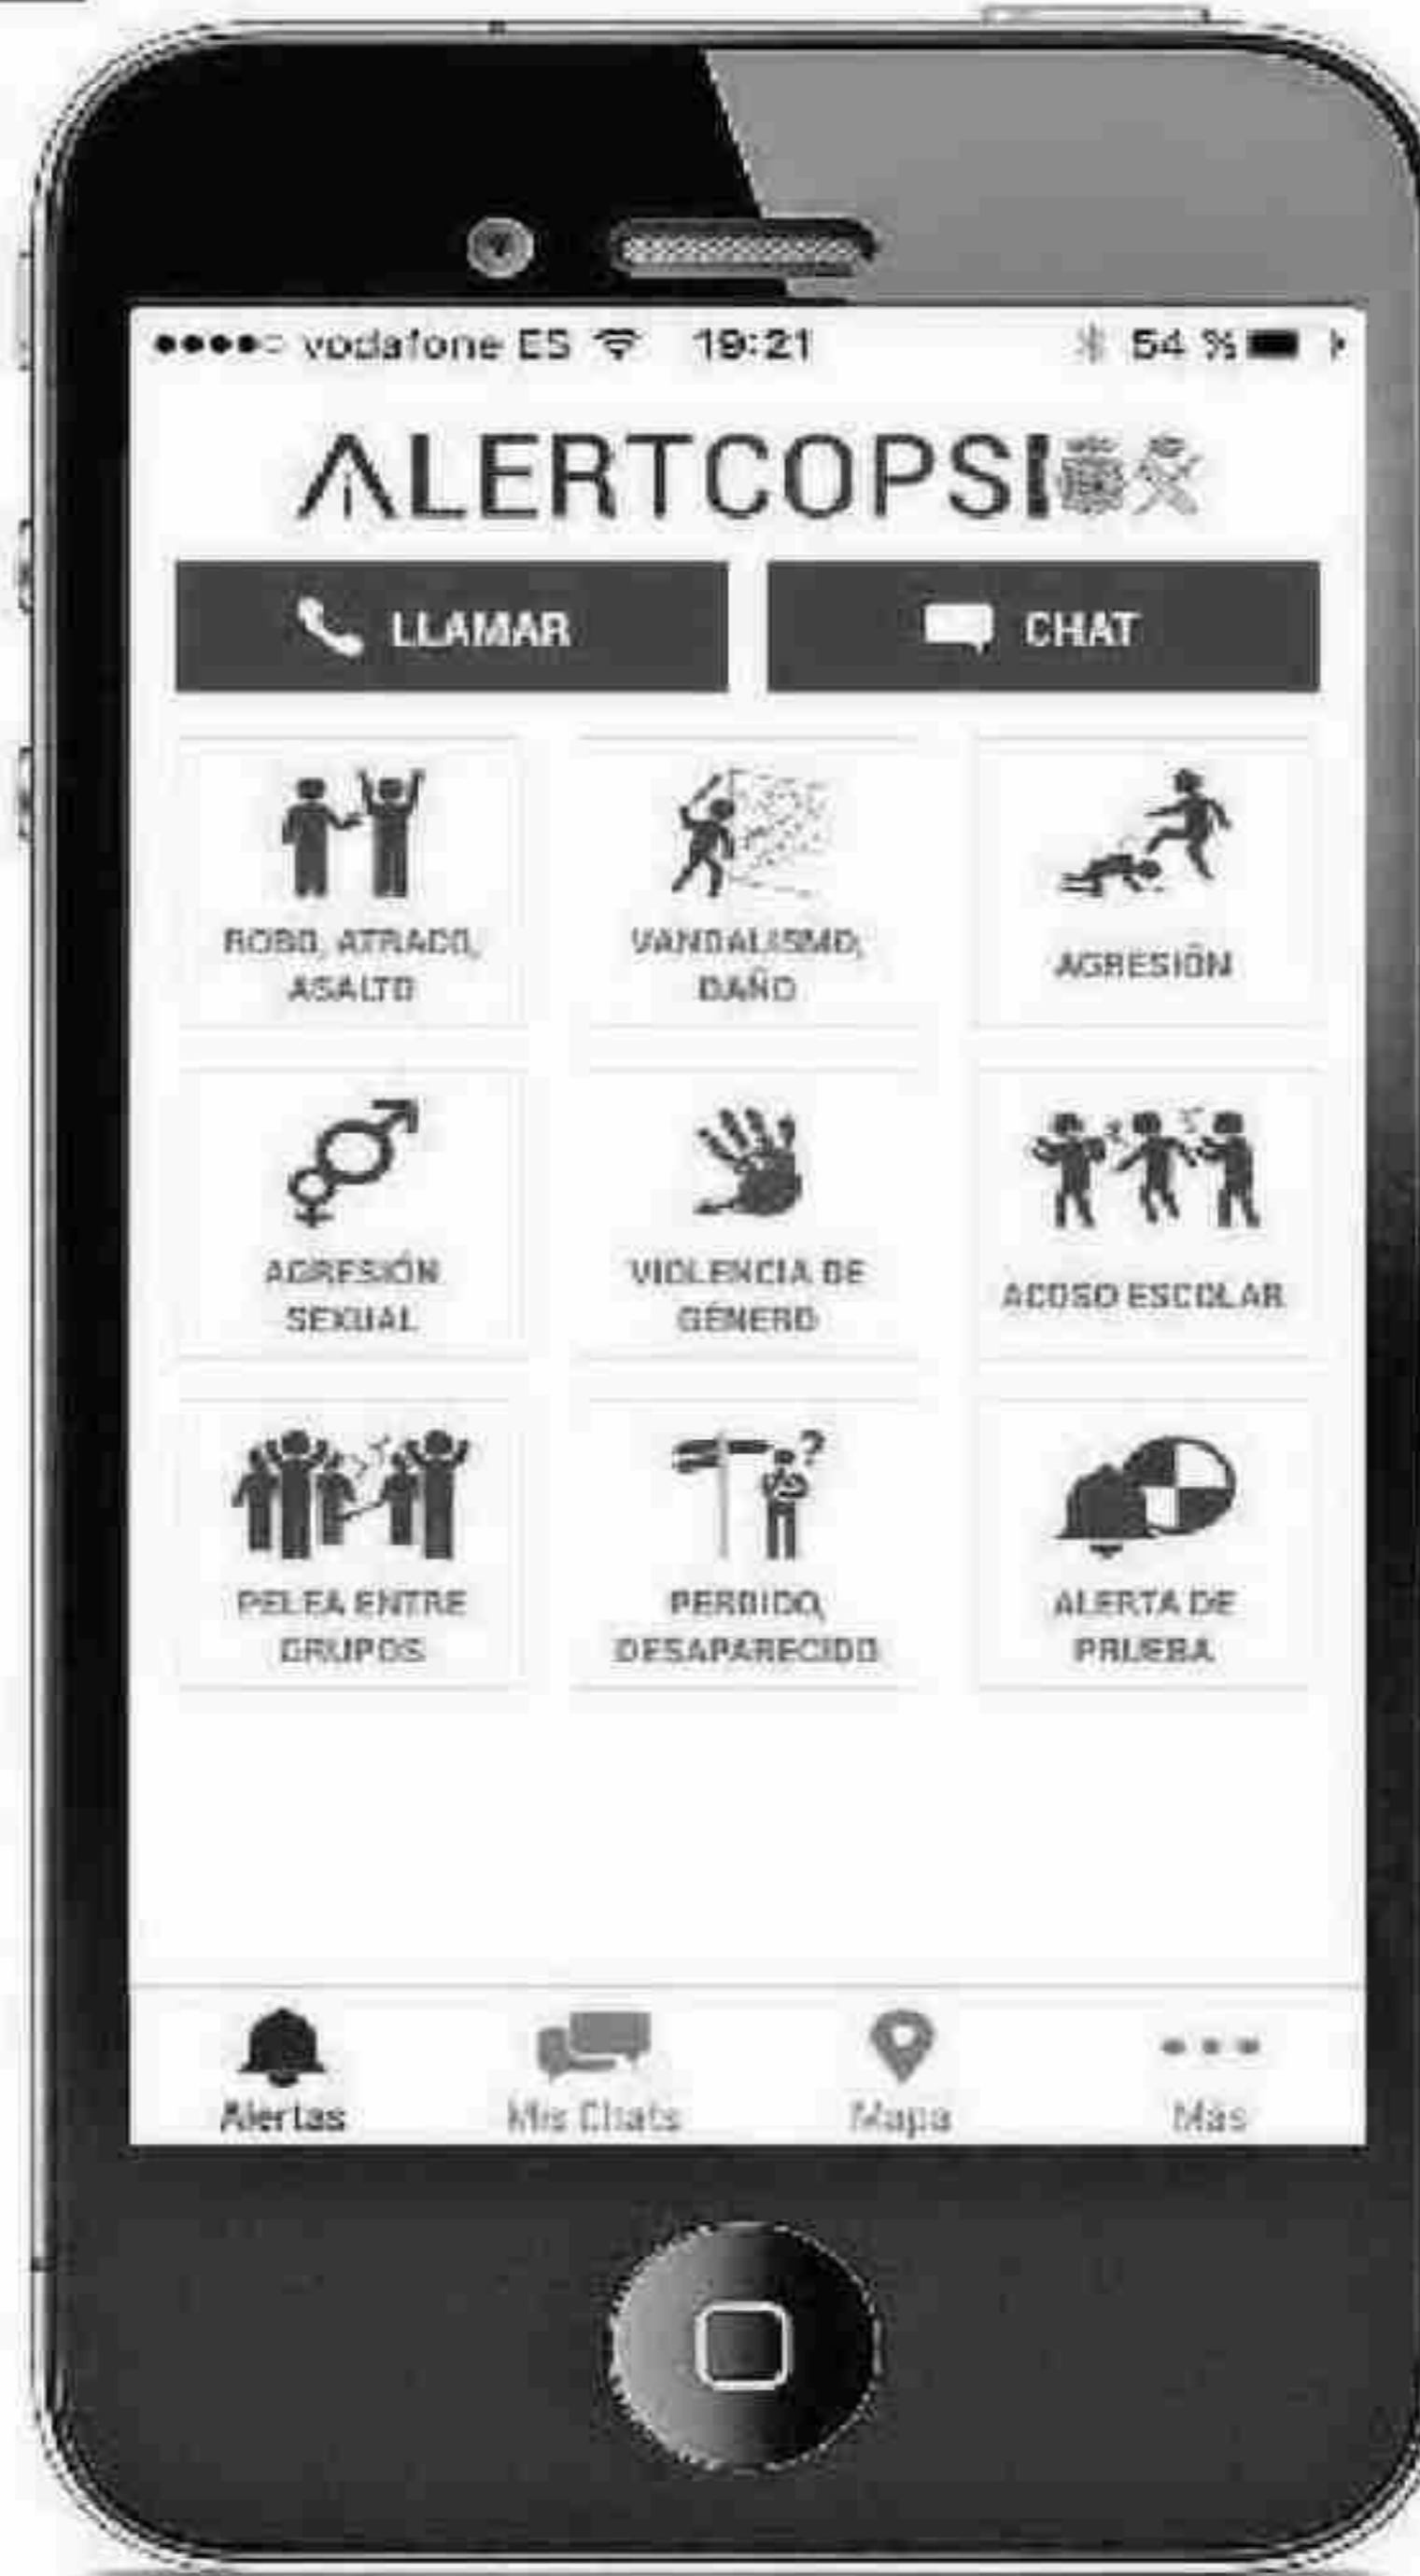 vodafone ES 19:21 54 %
ALERTCOPS
LLAMAR CHAT
ROBO, ATRACO,
ASALTO
VANDALISMO,
DAÑO
AGRESIÓN
AGRESIÓN
SEXUAL
VIOLENCIA DE
GÉNERO
ACOSO ESCOLAR
PELEA ENTRE
GRUPOS
PERDIDO,
DESAPARECIDO
ALERTA DE
PRUEBA
?
Alertas Mis Chats Mapa Más